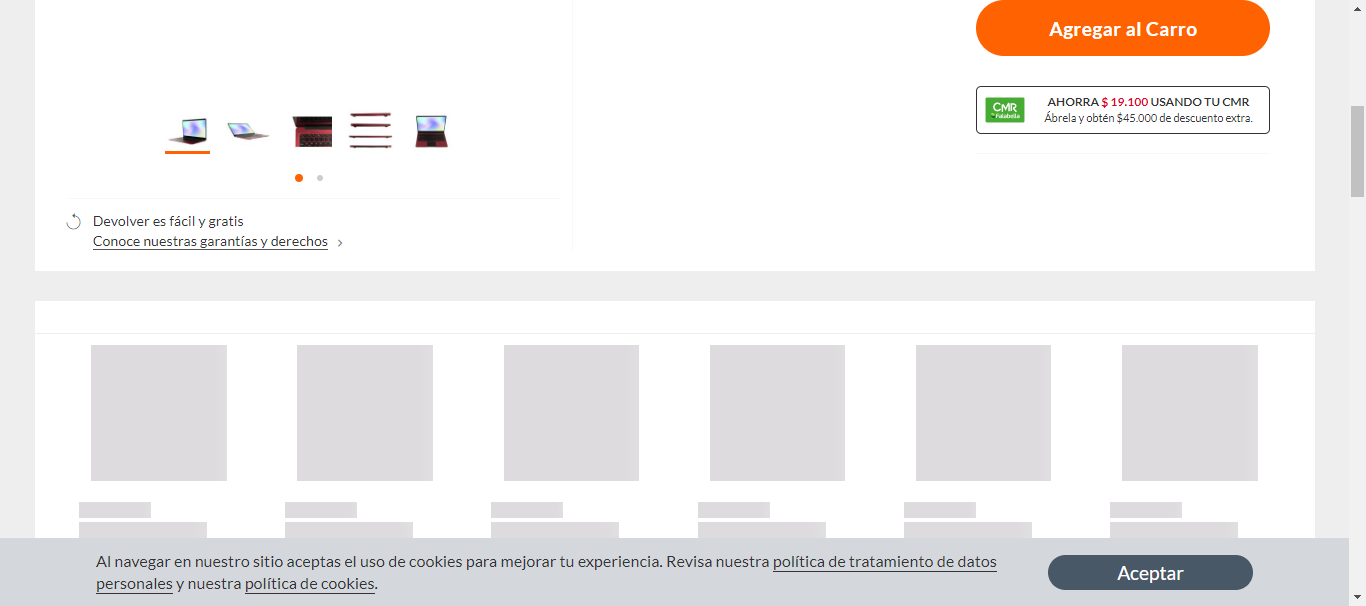 Agregar al Carro
CMR
Falabella
AHORRA $ 19.100 USANDO TU CMR
Ábrela y obtén $45.000 de descuento extra.
Devolver es fácil y gratis
Conoce nuestras garantías y derechos
Al navegar en nuestro sitio aceptas el uso de cookies para mejorar tu experiencia. Revisa nuestra política de tratamiento de datos
personales y nuestra política de cookies.
Aceptar